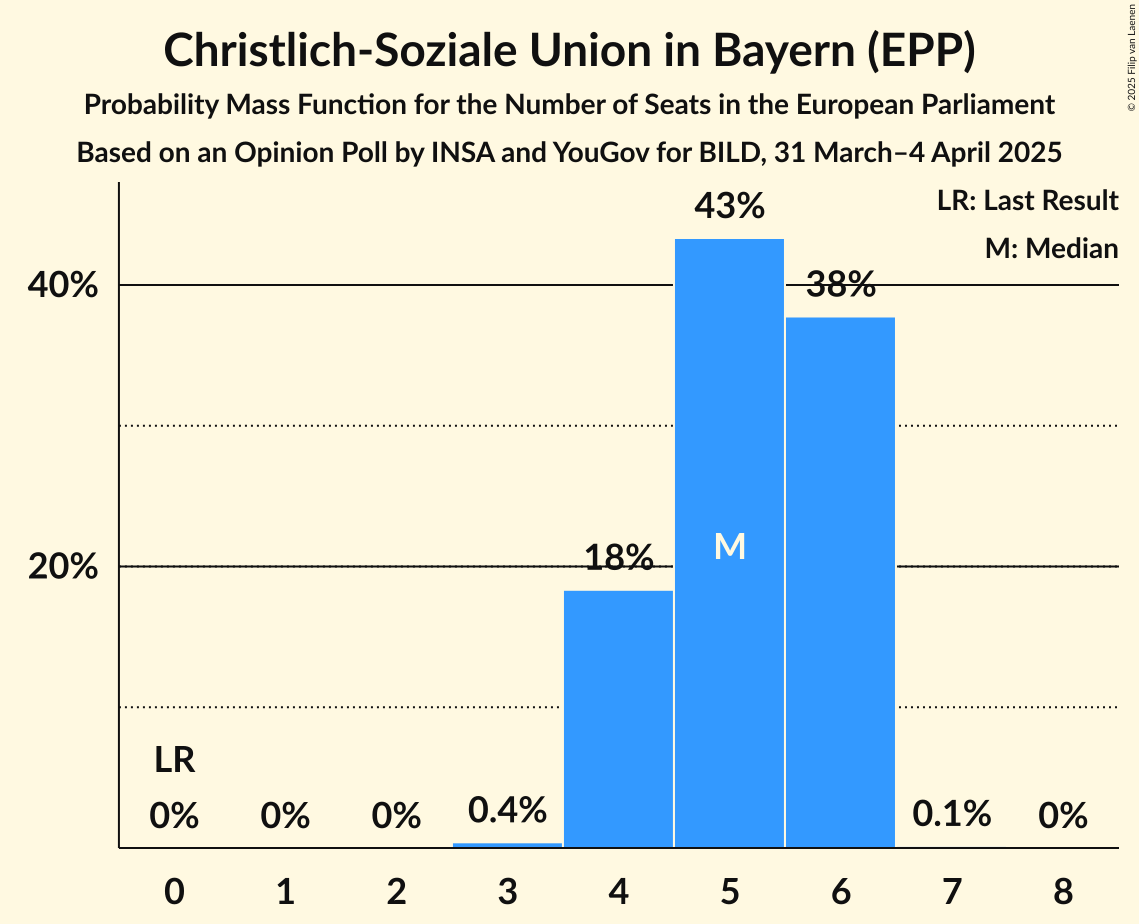 Christlich-Soziale Union in Bayern (EPP)
Probability Mass Function for the Number of Seats in the European Parliament
Based on an Opinion Poll by INSA and YouGov for BILD, 31 March–4 April 2025
© 2025 Filip van Laenen
LR: Last Result
M: Median
43%
40%
38%
20%
18%
M
LR
0% 0% 0% 0.4% 0.1% 0%
0 1 2 3 4 5 6 7 8